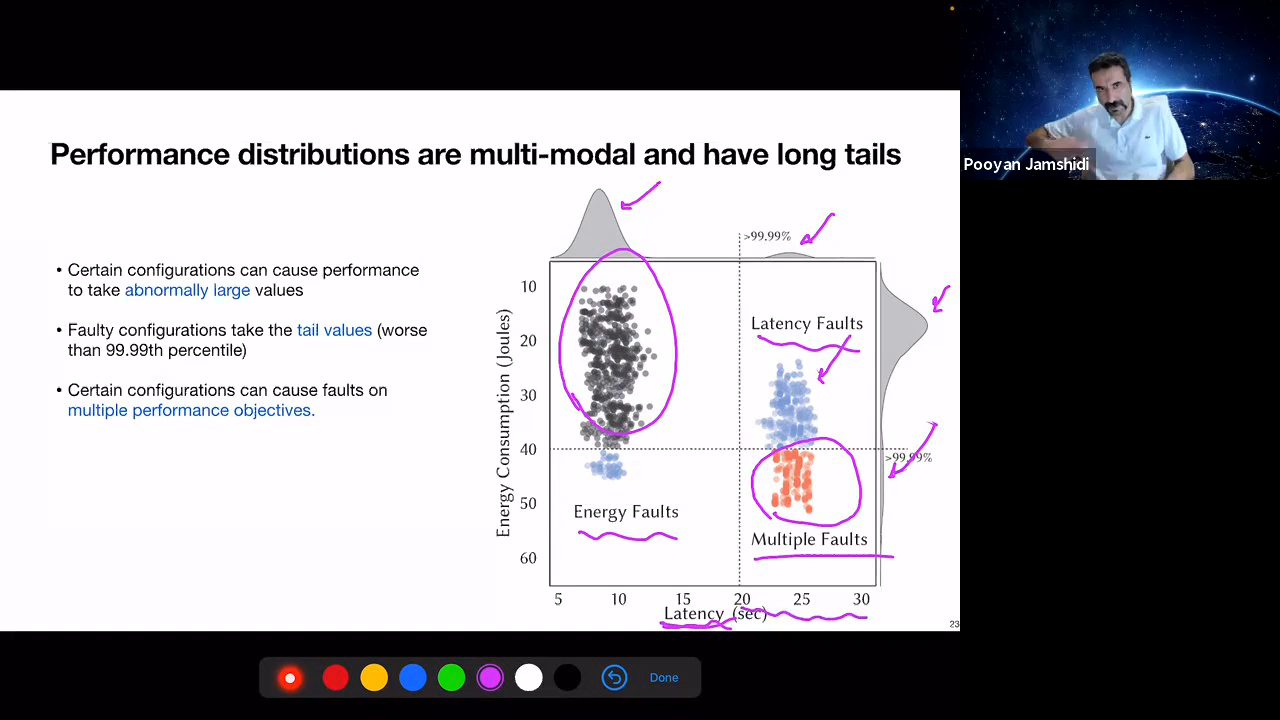 Performance distributions are multi-modal and have long tails
Pooyan Jamshidi
• Certain configurations can cause performance
to take abnormally large values
• Faulty configurations take the tail values (worse
than 99.99th percentile)
• Certain configurations can cause faults on
multiple performance objectives.
>99.99%
Energy Consumption (Joules)
10
20
30
40
50
60
Latency Faults
>99.99%
Energy Faults
Multiple Faults
5 10 15 20 25 30
Latency (sec)
23
Done